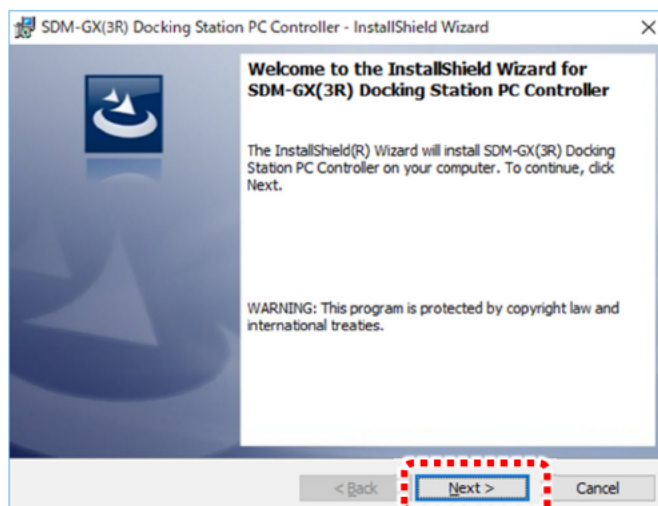 SDM-GX(3R) Docking Station PC Controller - InstallShield Wizard
Welcome to the InstallShield Wizard for
SDM-GX(3R) Docking Station PC Controller
The InstallShield(R) Wizard will install SDM-GX(3R) Docking
Station PC Controller on your computer. To continue, click
Next.
WARNING: This program is protected by copyright law and
international treaties.
< Back
Next >
Cancel